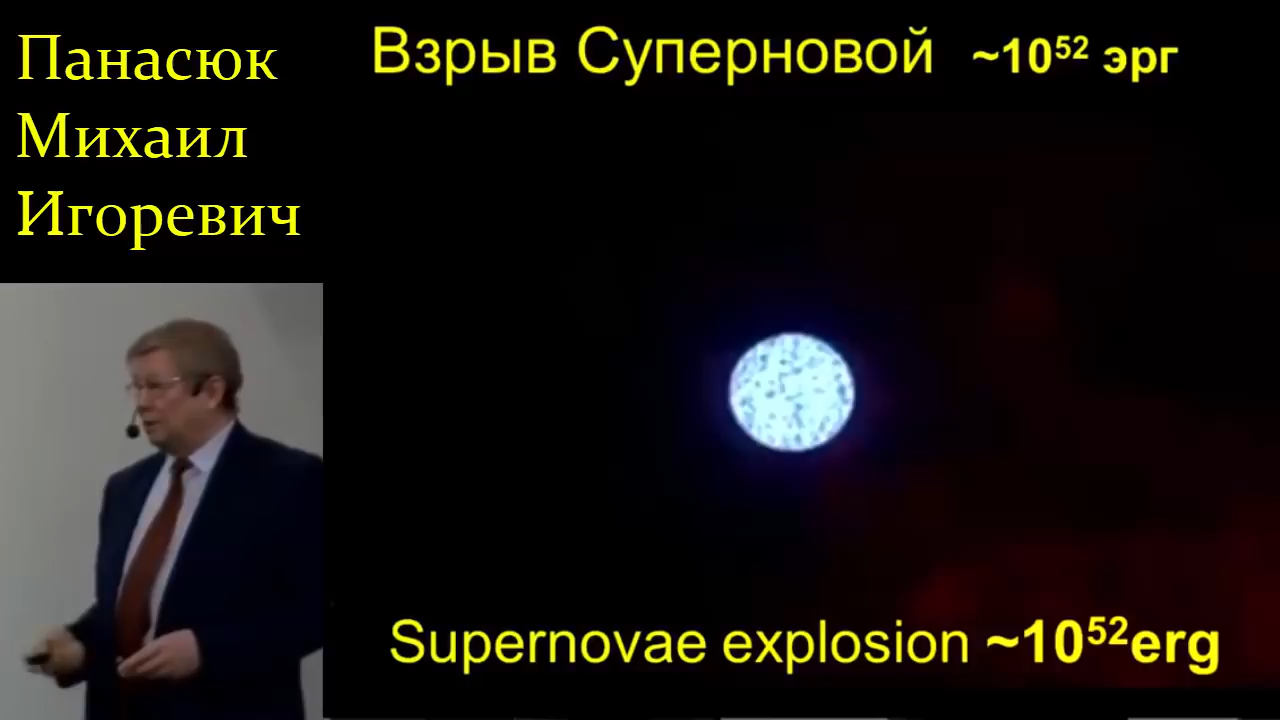 Панасюк
Михаил
Игоревич
Взрыв Суперновой ~10⁵² эрг
Supernovae explosion ~10⁵²erg